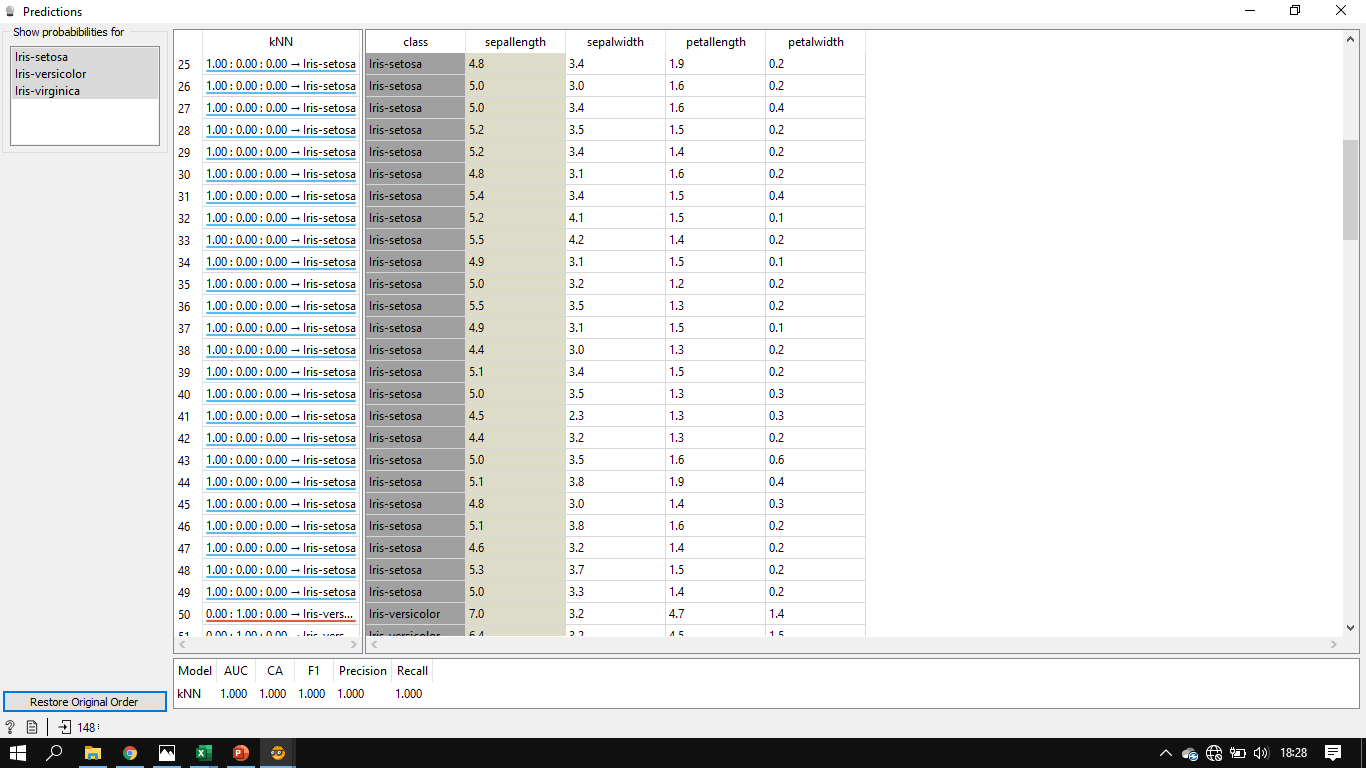 Predictions
Show probabibilities for
Iris-setosa
Iris-versicolor
Iris-virginica
kNN class sepallength sepalwidth petallength petalwidth
25 1.00 : 0.00 : 0.00 → Iris-setosa Iris-setosa 4.8 3.4 1.9 0.2
26 1.00 : 0.00 : 0.00 → Iris-setosa Iris-setosa 5.0 3.0 1.6 0.2
27 1.00 : 0.00 : 0.00 → Iris-setosa Iris-setosa 5.0 3.4 1.6 0.4
28 1.00 : 0.00 : 0.00 → Iris-setosa Iris-setosa 5.2 3.5 1.5 0.2
29 1.00 : 0.00 : 0.00 → Iris-setosa Iris-setosa 5.2 3.4 1.4 0.2
30 1.00 : 0.00 : 0.00 → Iris-setosa Iris-setosa 4.8 3.1 1.6 0.2
31 1.00 : 0.00 : 0.00 → Iris-setosa Iris-setosa 5.4 3.4 1.5 0.4
32 1.00 : 0.00 : 0.00 → Iris-setosa Iris-setosa 5.2 4.1 1.5 0.1
33 1.00 : 0.00 : 0.00 → Iris-setosa Iris-setosa 5.5 4.2 1.4 0.2
34 1.00 : 0.00 : 0.00 → Iris-setosa Iris-setosa 4.9 3.1 1.5 0.1
35 1.00 : 0.00 : 0.00 → Iris-setosa Iris-setosa 5.0 3.2 1.2 0.2
36 1.00 : 0.00 : 0.00 → Iris-setosa Iris-setosa 5.5 3.5 1.3 0.2
37 1.00 : 0.00 : 0.00 → Iris-setosa Iris-setosa 4.9 3.1 1.5 0.1
38 1.00 : 0.00 : 0.00 → Iris-setosa Iris-setosa 4.4 3.0 1.3 0.2
39 1.00 : 0.00 : 0.00 → Iris-setosa Iris-setosa 5.1 3.4 1.5 0.2
40 1.00 : 0.00 : 0.00 → Iris-setosa Iris-setosa 5.0 3.5 1.3 0.3
41 1.00 : 0.00 : 0.00 → Iris-setosa Iris-setosa 4.5 2.3 1.3 0.3
42 1.00 : 0.00 : 0.00 → Iris-setosa Iris-setosa 4.4 3.2 1.3 0.2
43 1.00 : 0.00 : 0.00 → Iris-setosa Iris-setosa 5.0 3.5 1.6 0.6
44 1.00 : 0.00 : 0.00 → Iris-setosa Iris-setosa 5.1 3.8 1.9 0.4
45 1.00 : 0.00 : 0.00 → Iris-setosa Iris-setosa 4.8 3.0 1.4 0.3
46 1.00 : 0.00 : 0.00 → Iris-setosa Iris-setosa 5.1 3.8 1.6 0.2
47 1.00 : 0.00 : 0.00 → Iris-setosa Iris-setosa 4.6 3.2 1.4 0.2
48 1.00 : 0.00 : 0.00 → Iris-setosa Iris-setosa 5.3 3.7 1.5 0.2
49 1.00 : 0.00 : 0.00 → Iris-setosa Iris-setosa 5.0 3.3 1.4 0.2
50 0.00 : 1.00 : 0.00 → Iris-vers... Iris-versicolor 7.0 3.2 4.7 1.4
51 0.00 : 1.00 : 0.00 → Iris-vers... Iris-versicolor 6.4 3.2 4.5 1.5
Model AUC CA F1 Precision Recall
kNN 1.000 1.000 1.000 1.000 1.000
Restore Original Order
148
18:28